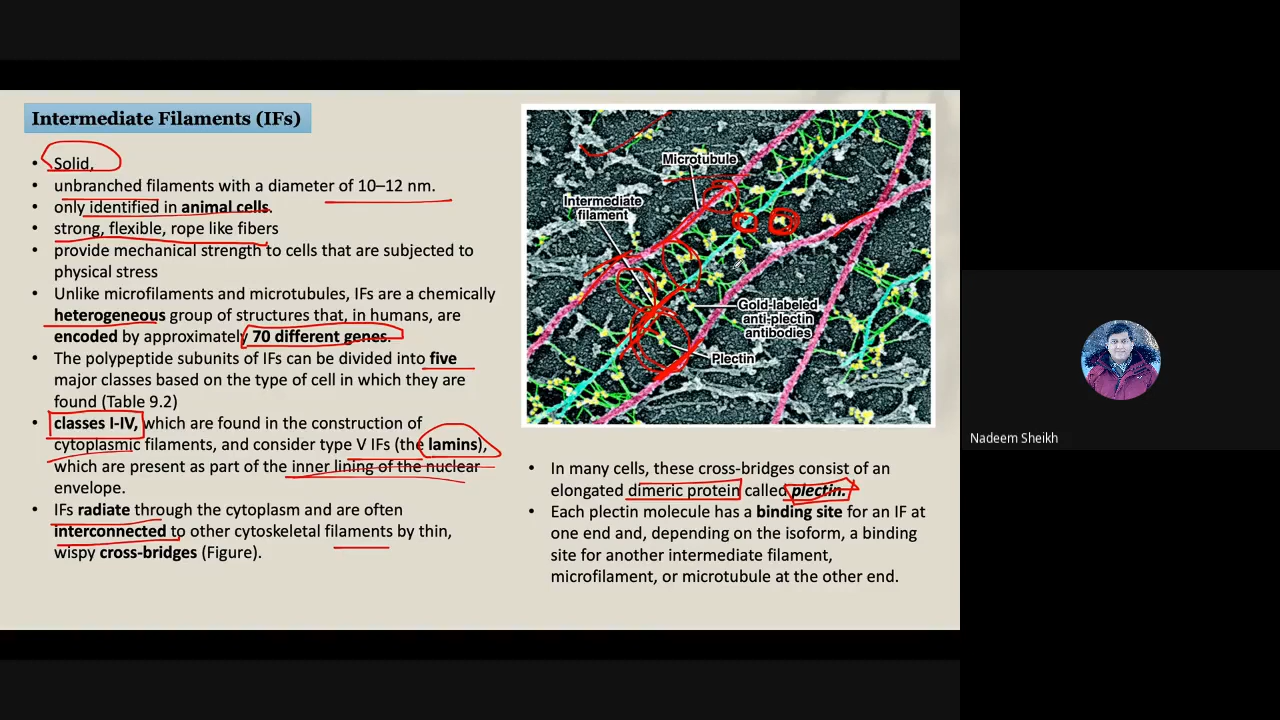 Intermediate Filaments (IFs)
• Solid,
• unbranched filaments with a diameter of 10–12 nm.
• only identified in animal cells.
• strong, flexible, rope like fibers
• provide mechanical strength to cells that are subjected to
physical stress
• Unlike microfilaments and microtubules, IFs are a chemically
heterogeneous group of structures that, in humans, are
encoded by approximately 70 different genes.
• The polypeptide subunits of IFs can be divided into five
major classes based on the type of cell in which they are
found (Table 9.2)
• classes I-IV, which are found in the construction of
cytoplasmic filaments, and consider type V IFs (the lamins),
which are present as part of the inner lining of the nuclear
envelope.
• IFs radiate through the cytoplasm and are often
interconnected to other cytoskeletal filaments by thin,
wispy cross-bridges (Figure).
Microtubule
Intermediate
filament
Gold-labeled
anti-plectin
antibodies
Plectin
• In many cells, these cross-bridges consist of an
elongated dimeric protein called plectin.
• Each plectin molecule has a binding site for an IF at
one end and, depending on the isoform, a binding
site for another intermediate filament,
microfilament, or microtubule at the other end.
Nadeem Sheikh